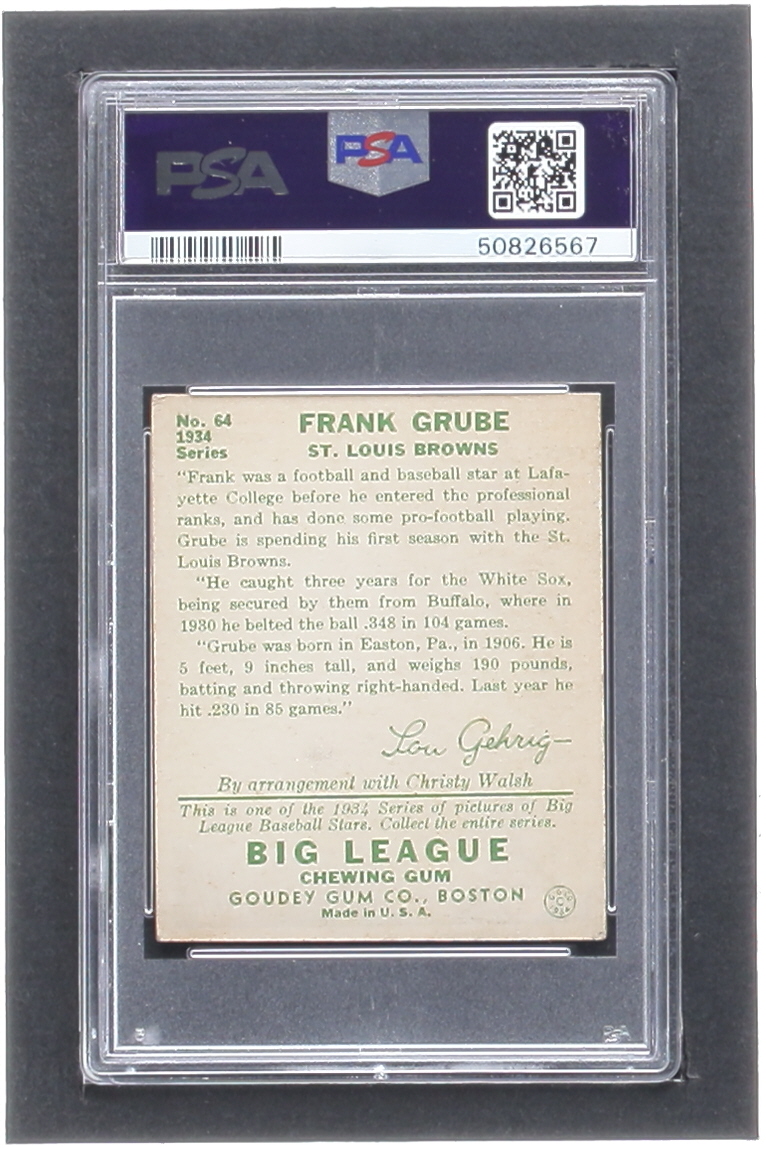 PSA PSA
50826567
No. 64 FRANK GRUBE
1934
Series ST. LOUIS BROWNS
"Frank was a football and baseball star at Lafa-
yette College before he entered the professional
ranks, and has done some pro-football playing.
Grube is spending his first season with the St.
Louis Browns.
"He caught three years for the White Sox,
being secured by them from Buffalo, where in
1930 he belted the ball .348 in 104 games.
"Grube was born in Easton, Pa., in 1906. He is
5 feet, 9 inches tall, and weighs 190 pounds,
batting and throwing right-handed. Last year he
hit .230 in 85 games."
Lou Gehrig
By arrangement with Christy Walsh
This is one of the 1934 Series of pictures of Big
League Baseball Stars. Collect the entire series.
BIG LEAGUE
CHEWING GUM
GOUDEY GUM CO., BOSTON
Made in U. S. A.
PSA